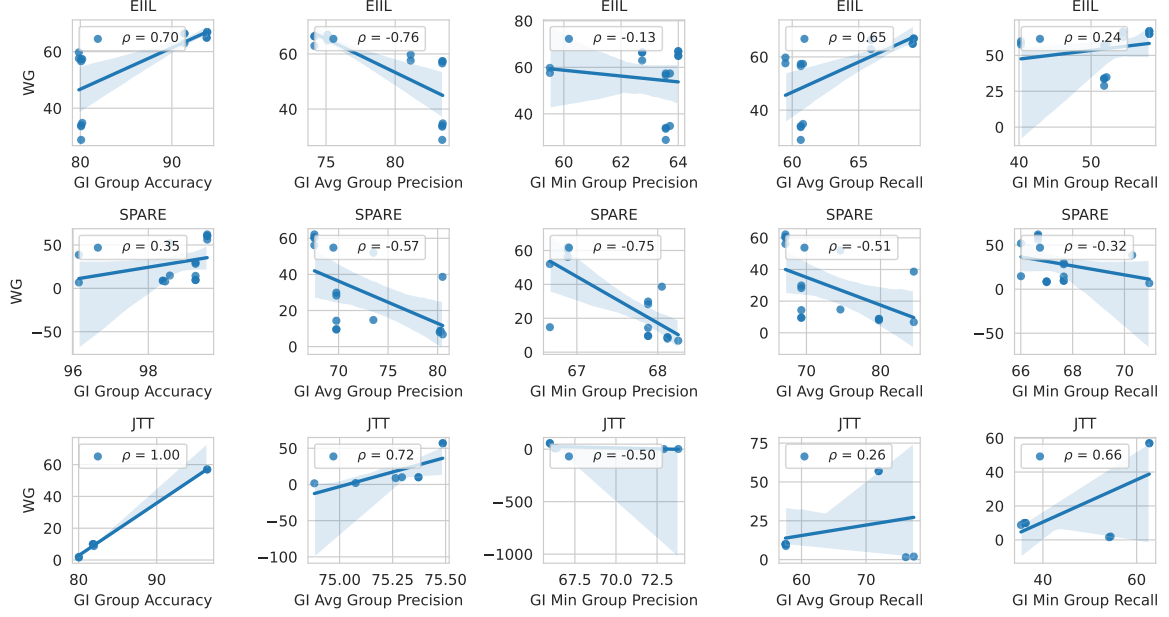 EIIL
EIIL
EIIL
EIIL
EIIL
WG
60
40
ρ = 0.70
80
90
GI Group Accuracy
60
40
ρ = -0.76
75
81
GI Avg Group Precision
80
60
40
ρ = -0.13
60
62
64
GI Min Group Precision
60
40
ρ = 0.65
60
65
GI Avg Group Recall
50
25
0
ρ = 0.24
40
50
GI Min Group Recall
SPARE
SPARE
SPARE
SPARE
SPARE
WG
50
0
−50
ρ = 0.35
96
98
GI Group Accuracy
60
40
20
0
ρ = -0.57
70
75
80
GI Avg Group Precision
60
40
20
0
ρ = -0.75
67
68
GI Min Group Precision
60
40
20
0
ρ = -0.51
70
80
GI Avg Group Recall
50
0
−50
ρ = -0.32
66
68
70
GI Min Group Recall
JTT
JTT
JTT
JTT
JTT
WG
60
40
20
0
ρ = 1.00
80
90
GI Group Accuracy
50
0
−50
−100
ρ = 0.72
75.00
75.25
75.50
GI Avg Group Precision
0
−500
−1000
ρ = -0.50
67.5
70.0
72.5
GI Min Group Precision
75
50
25
0
ρ = 0.26
60
70
GI Avg Group Recall
60
40
20
0
ρ = 0.66
40
60
GI Min Group Recall